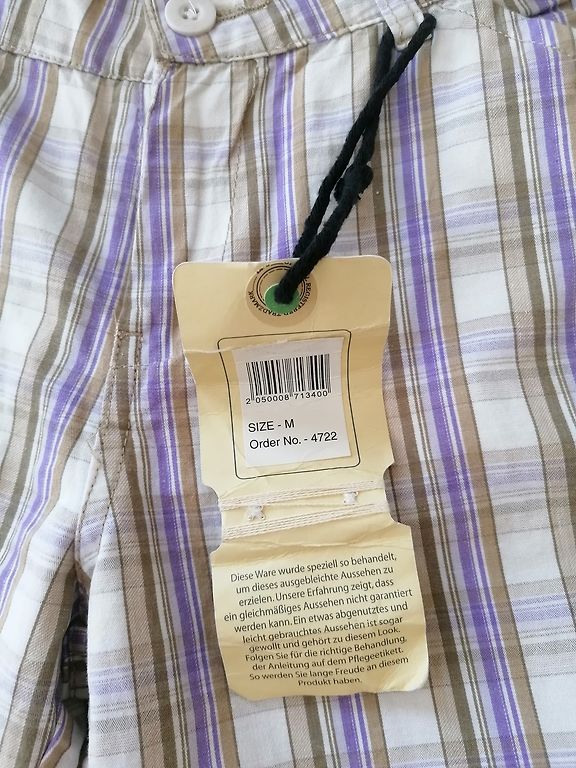 REGISTERED TRADEMARK
2 050008 713400
SIZE - M
Order No. - 4722
Diese Ware wurde speziell so behandelt,
um dieses ausgebleichte Aussehen zu
erzielen. Unsere Erfahrung zeigt, dass
ein gleichmäßiges Aussehen nicht garantiert
werden kann. Ein etwas abgenutztes und
leicht gebrauchtes Aussehen ist sogar
gewollt und gehört zu diesem Look.
Folgen Sie für die richtige Behandlung,
der Anleitung auf dem Pflegeetikett.
So werden Sie lange Freude an diesem
Produkt haben.